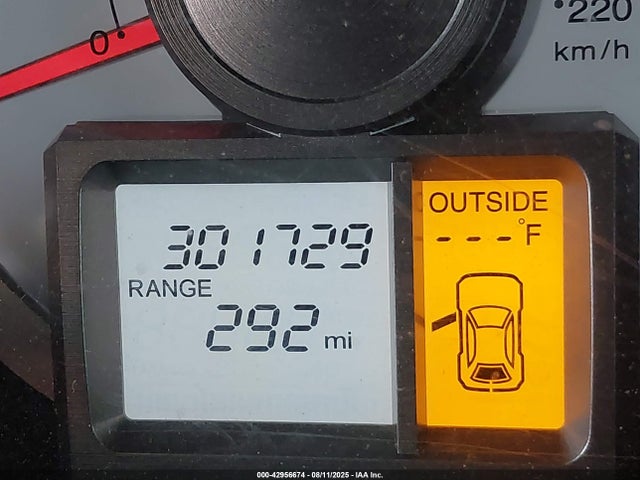 0
220
km/h
301729
RANGE
292 mi
OUTSIDE
---°F
000-42956674 - 08/11/2025 - IAA Inc.